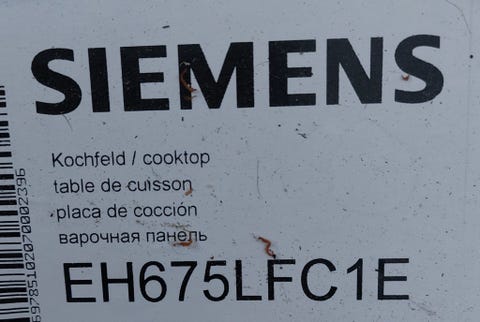 SIEMENS
Kochfeld / cooktop
table de cuisson
placa de cocción
варочная панель
EH675LFC1E